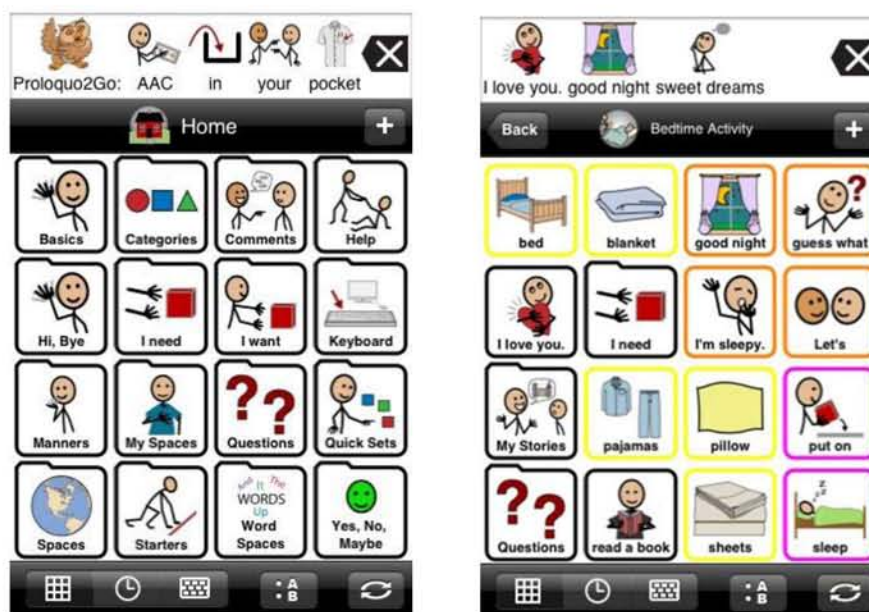 Proloquo2Go: AAC in your pocket
Home
+
Basics Categories Comments Help
Hi, Bye I need I want Keyboard
Manners My Spaces Questions Quick Sets
And It The
WORDS
Up
Spaces Starters Word Spaces Yes, No, Maybe
: A B
I love you. good night sweet dreams
Back Bedtime Activity +
bed blanket good night guess what
I love you. I need I'm sleepy. Let's
My Stories pajamas pillow put on
Questions read a book sheets sleep
z z z
: A B